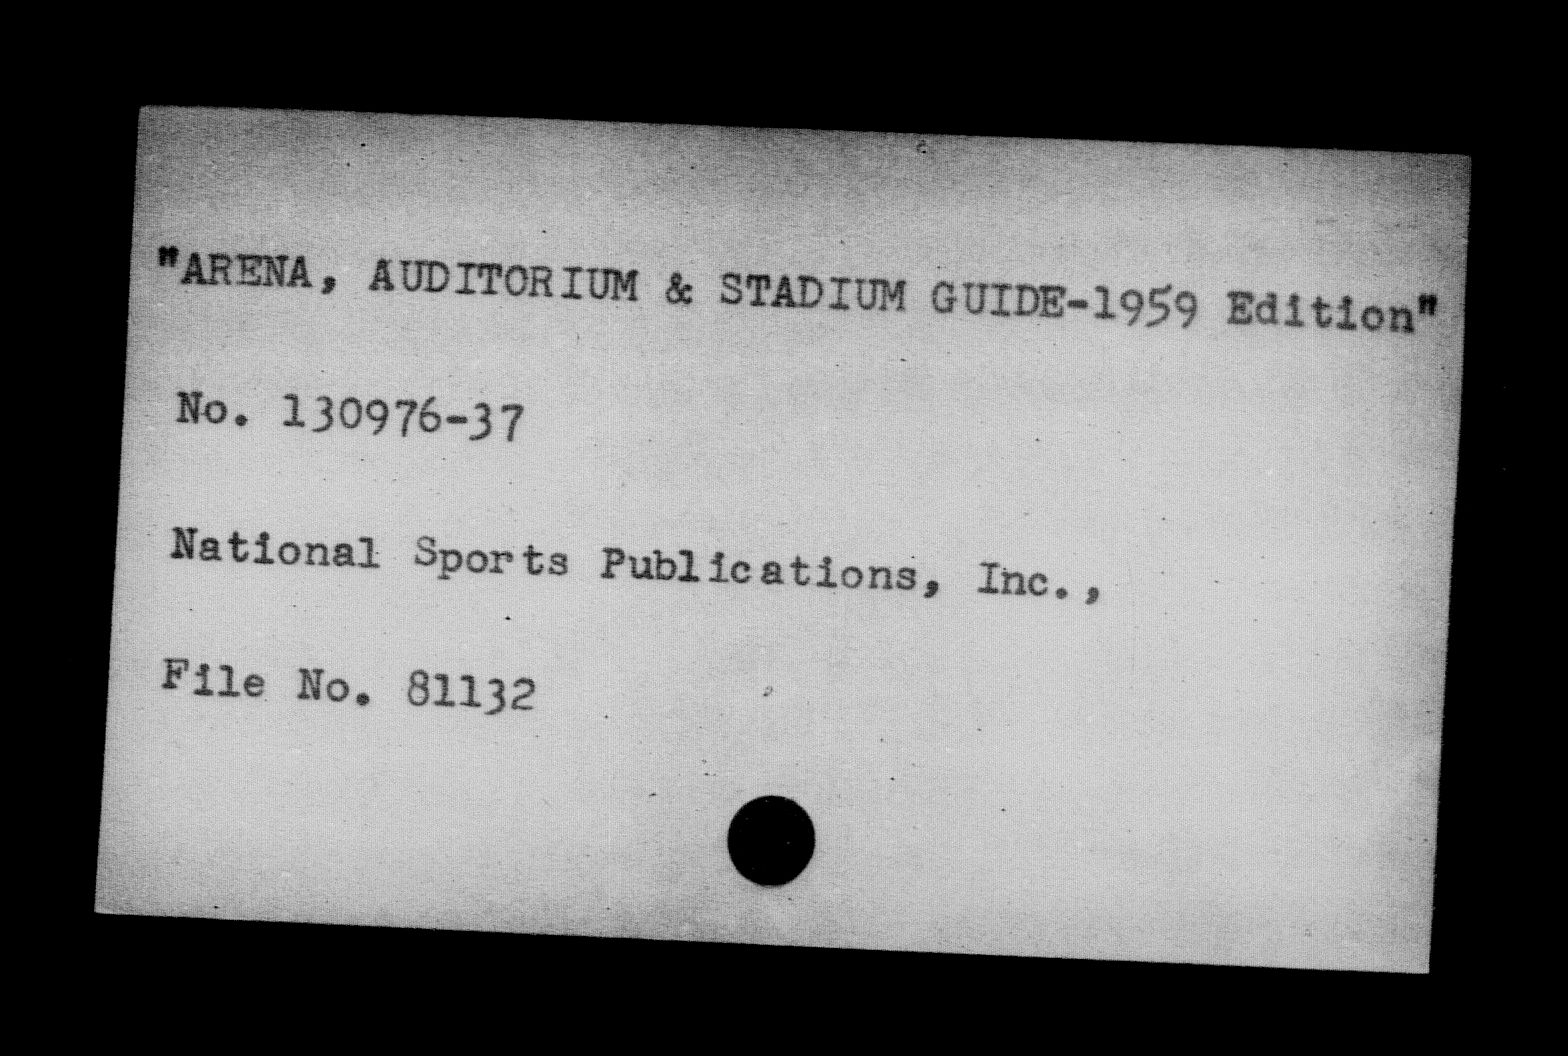 "ARENA, AUDITORIUM & STADIUM GUIDE-1959 Edition"
No. 130976-37
National Sports Publications, Inc.,
File No. 81132